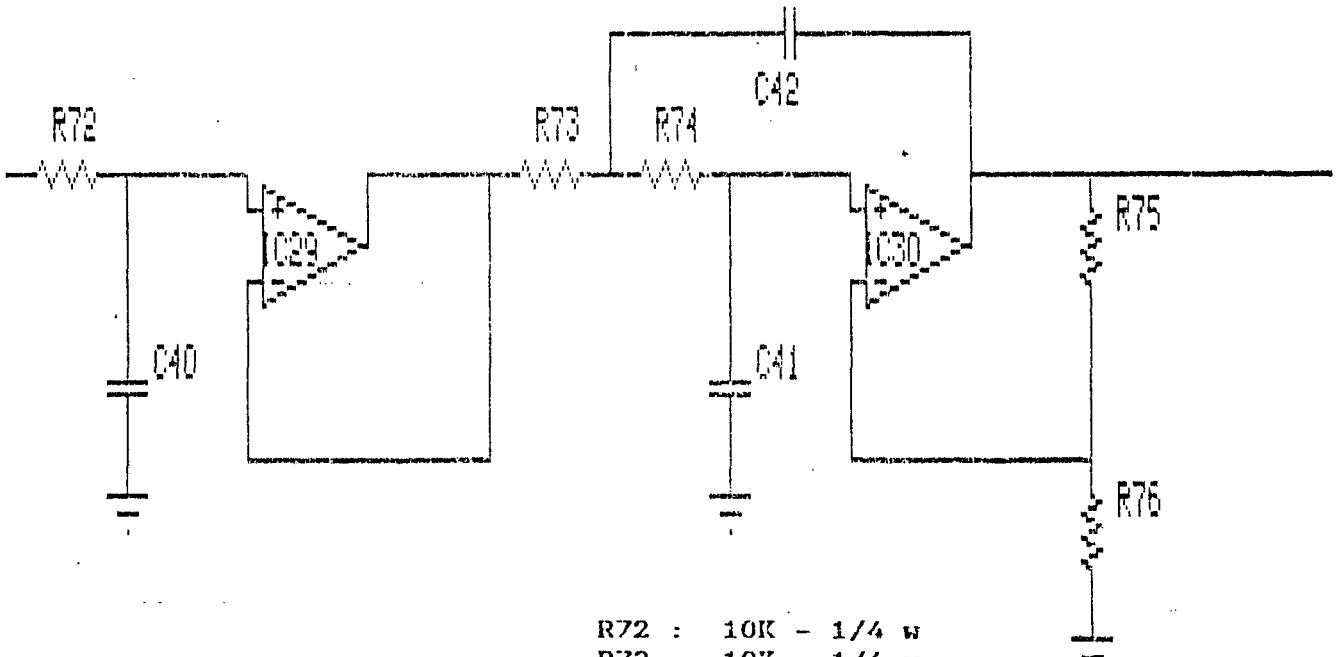 C42
R72
R73
R74
R75
+
IC29
-
+
IC30
-
C40
C41
R76
R72 : 10K - 1/4 w